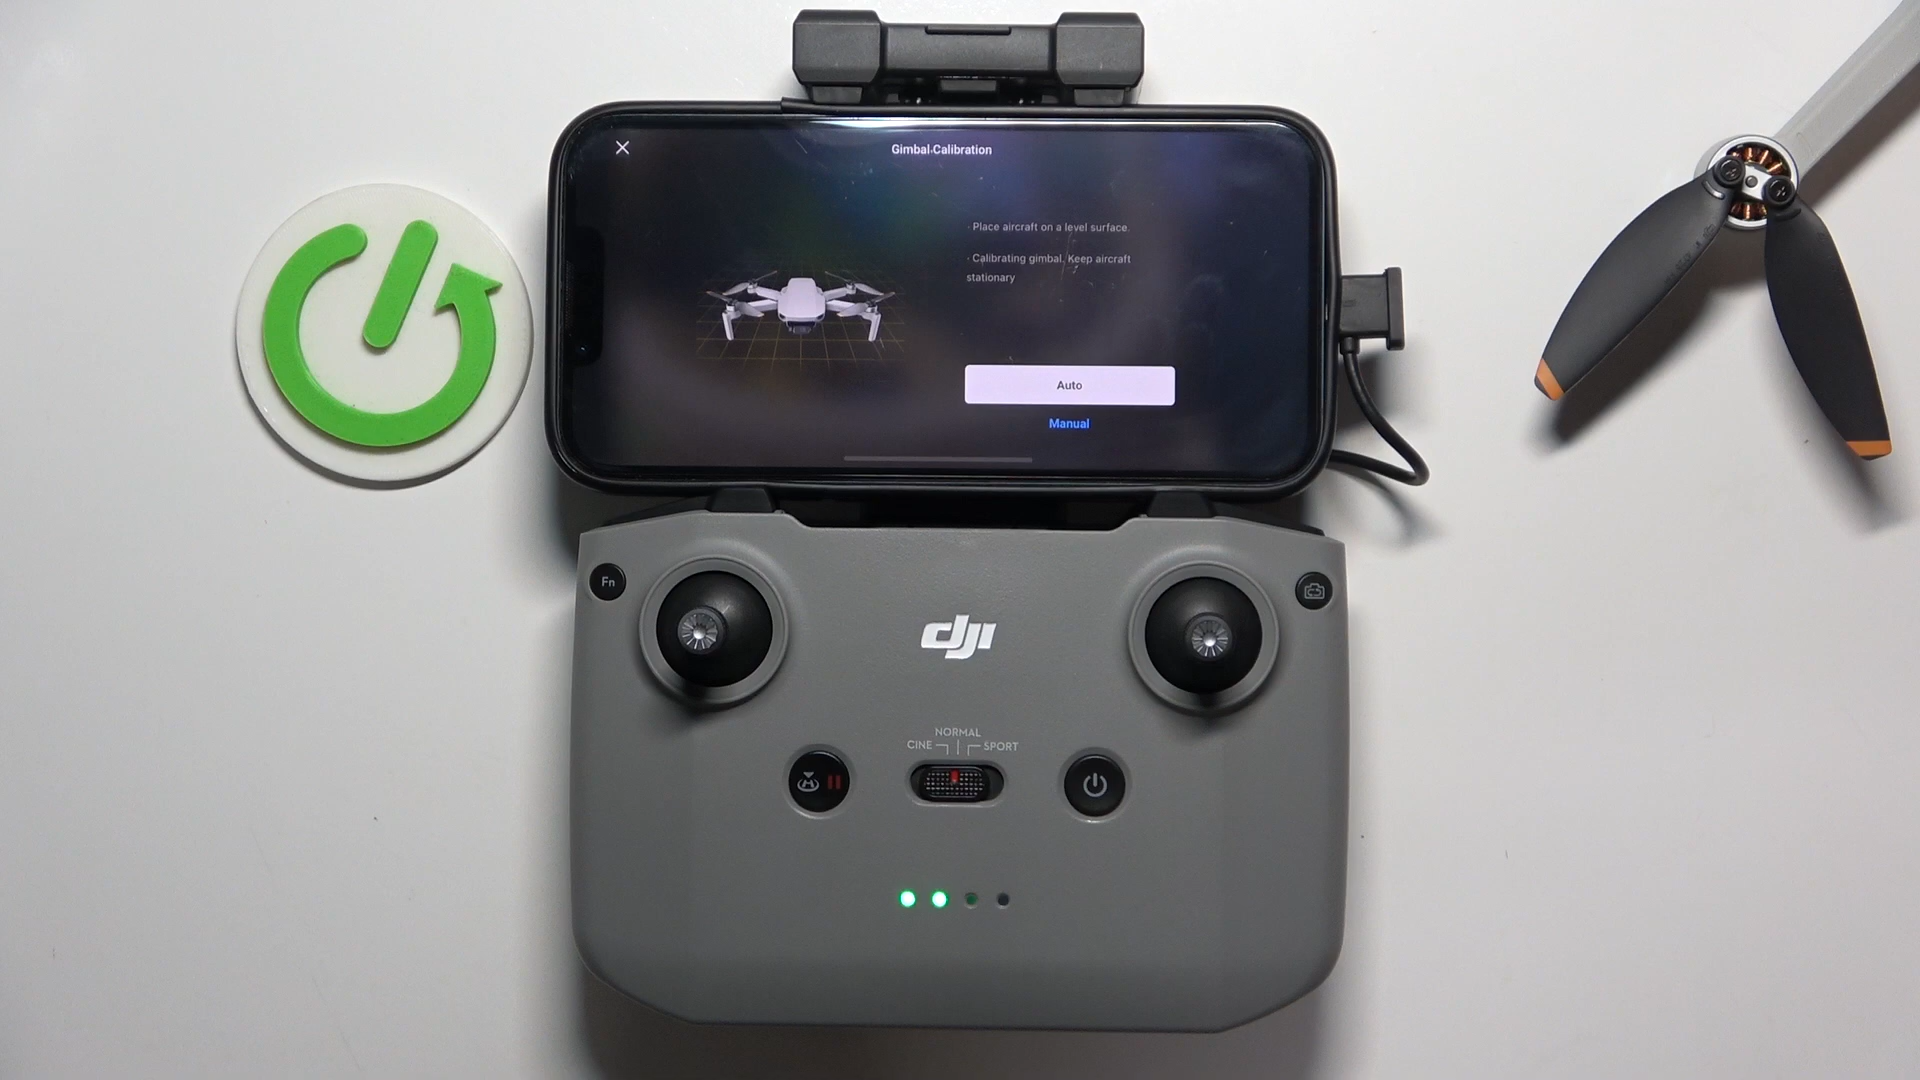 Gimbal Calibration
· Place aircraft on a level surface.
· Calibrating gimbal. Keep aircraft
stationary
Auto
Manual
Fn
dji
NORMAL
CINE
SPORT
H